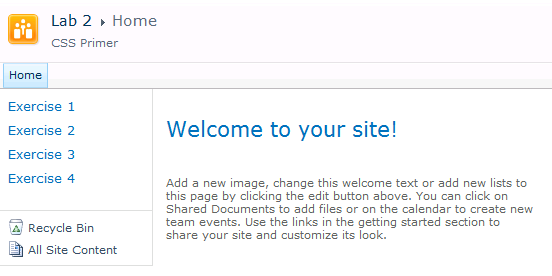 Lab 2 ▸ Home
CSS Primer
Home
Exercise 1
Exercise 2
Exercise 3
Exercise 4
Recycle Bin
All Site Content
Welcome to your site!
Add a new image, change this welcome text or add new lists to
this page by clicking the edit button above. You can click on
Shared Documents to add files or on the calendar to create new
team events. Use the links in the getting started section to
share your site and customize its look.